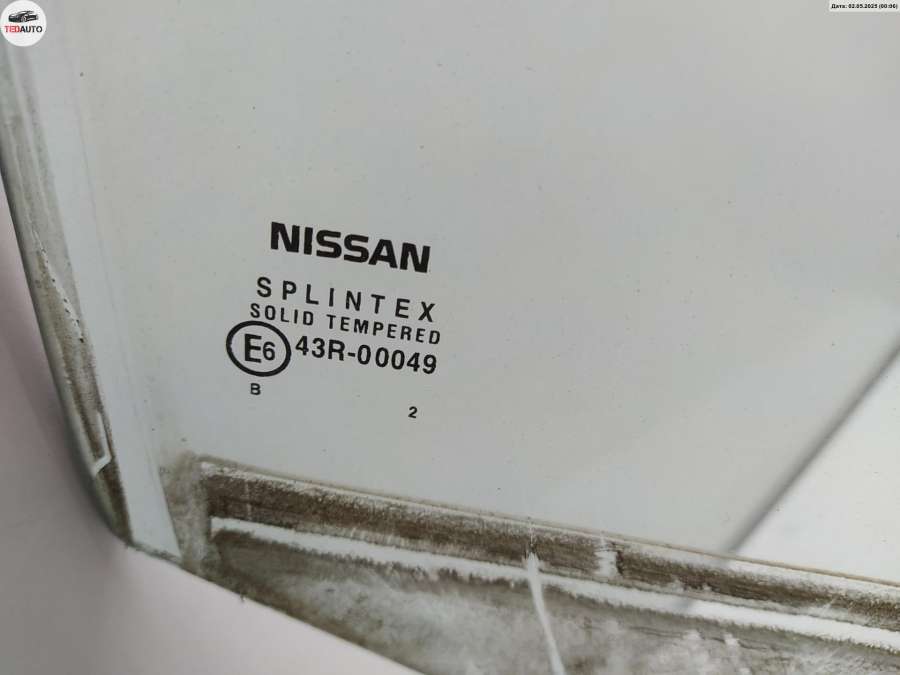 TEDAUTO
Дата: 02.05.2025 (00:06)
NISSAN
SPLINTEX
SOLID TEMPERED
E6 43R-00049
B 2